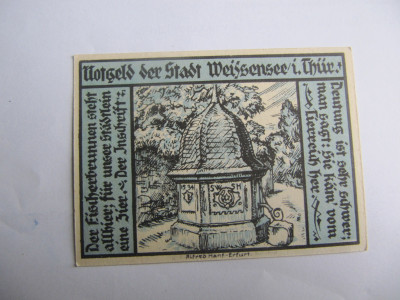 Notgeld der Stadt Weißensee i. Thür.
Der Fischerbrunnen steht
allhier, für unser Städtlein
eine Zier. Der Inschrift
Deutung ist sehr schwer;
man sagt: Sie käm' vom
Tierreich her.
Alfred Hanf-Erfurt.